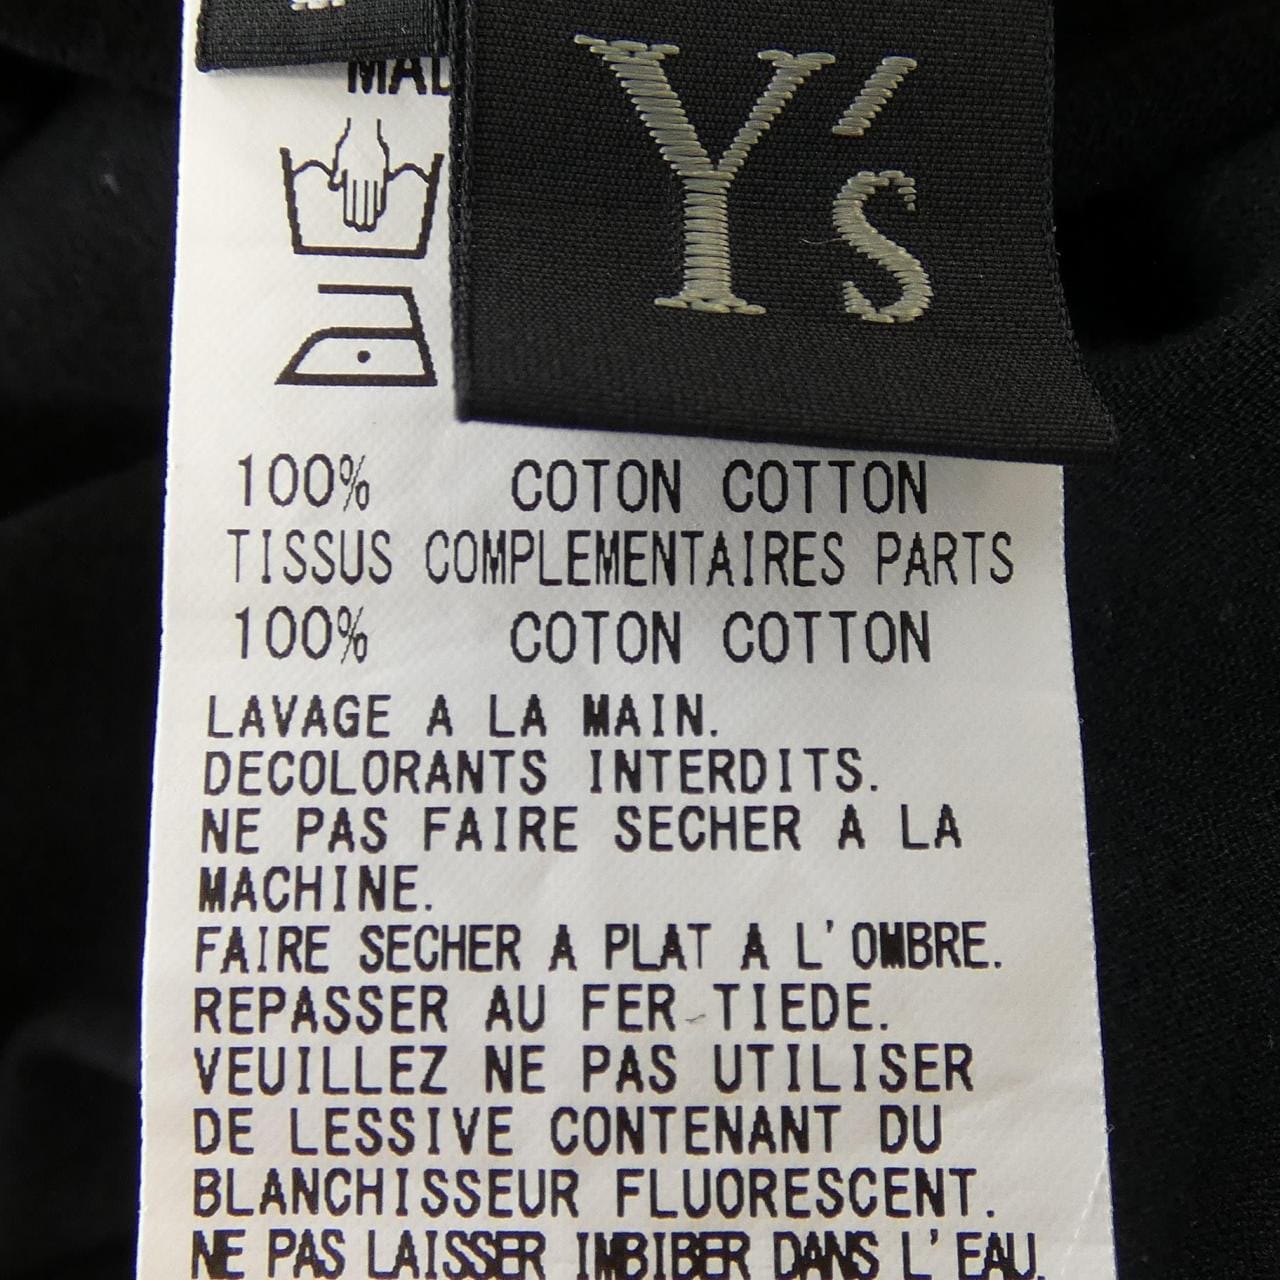 Y's
100% COTON COTTON
TISSUS COMPLEMENTAIRES PARTS
100% COTON COTTON
LAVAGE A LA MAIN.
DECOLORANTS INTERDITS.
NE PAS FAIRE SECHER A LA
MACHINE.
FAIRE SECHER A PLAT A L'OMBRE.
REPASSER AU FER TIEDE.
VEUILLEZ NE PAS UTILISER
DE LESSIVE CONTENANT DU
BLANCHISSEUR FLUORESCENT.
NE PAS LAISSER IMBIBER DANS L'EAU.